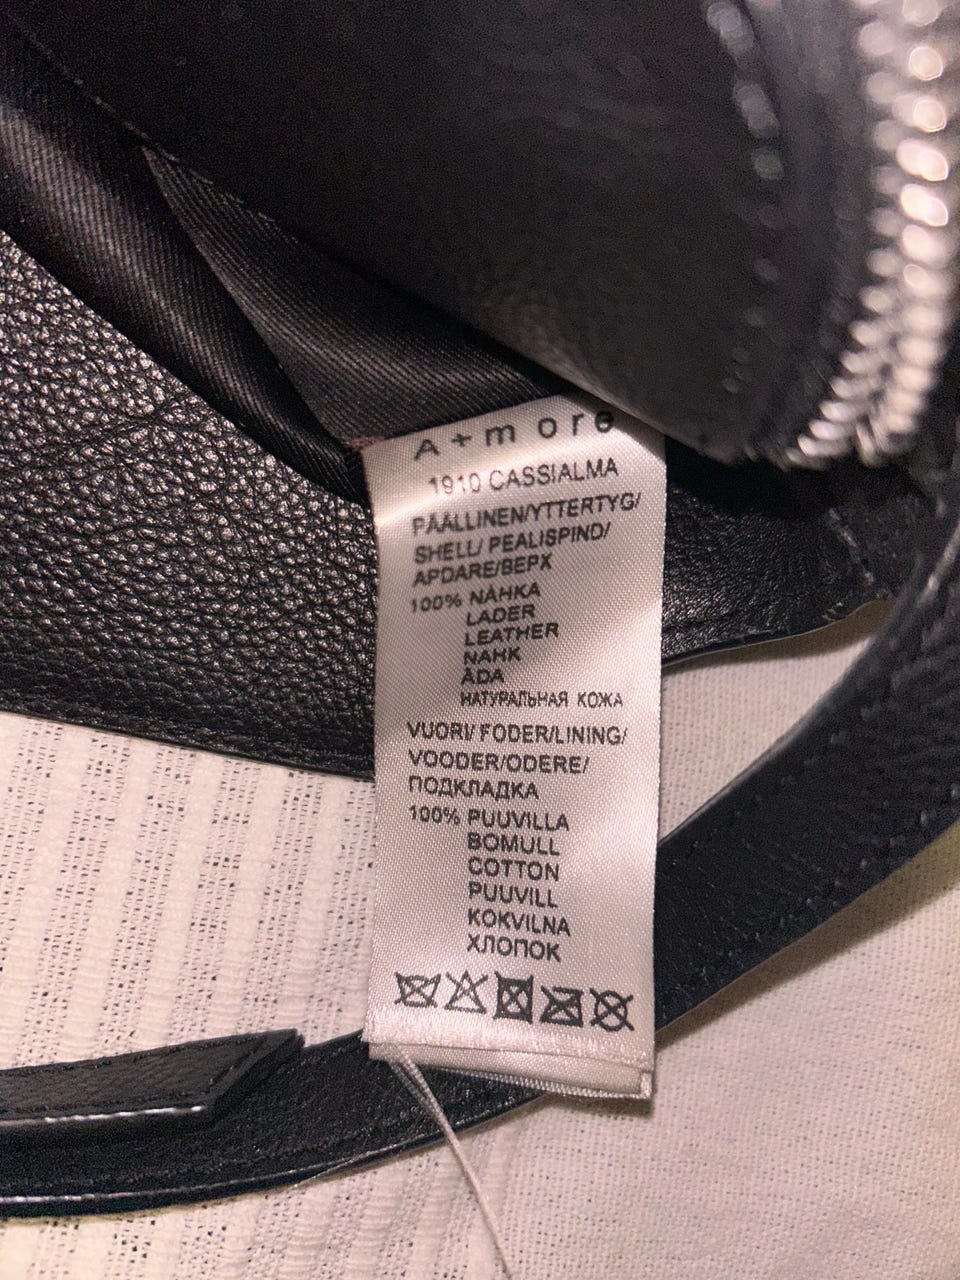 A+more
1910 CASSIALMA
PÄÄLLINEN/YTTERTYG/
SHELL/ PEALISPIND/
APDARE/ВЕРХ
100% NAHKA
LÄDER
LEATHER
NAHK
ĀDA
НАТУРАЛЬНАЯ КОЖА
VUORI/ FODER/LINING/
VOODER/ODERE/
ПОДКЛАДКА
100% PUUVILLA
BOMULL
COTTON
PUUVILL
KOKVILNA
ХЛОПОК